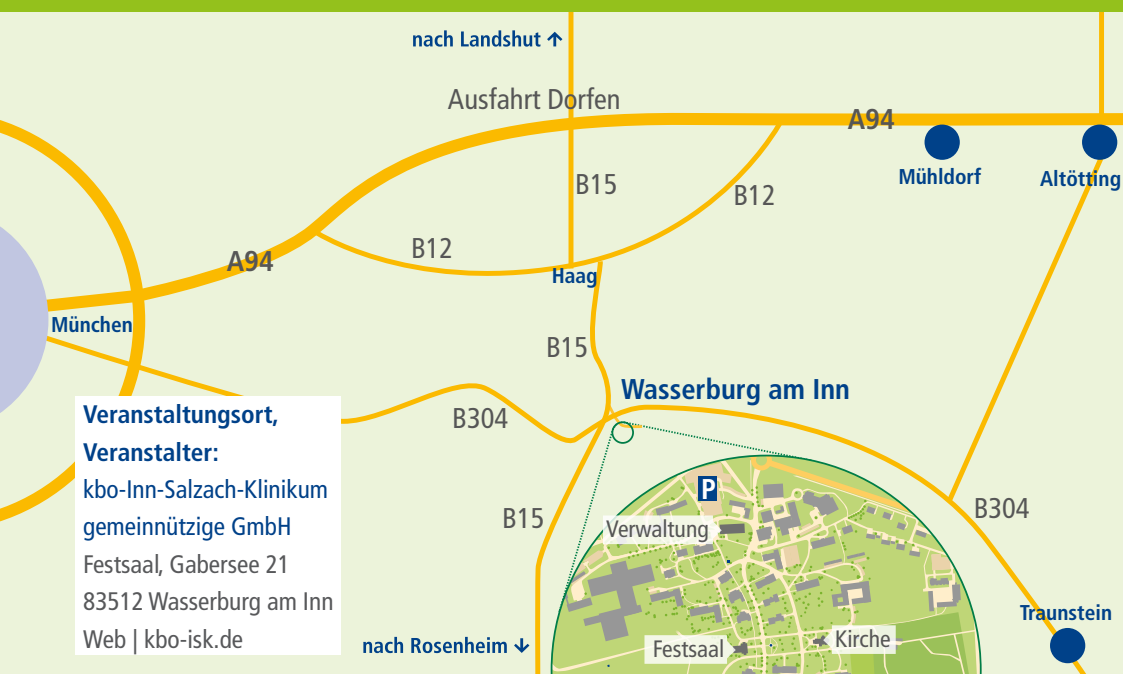 nach Landshut ↑
Ausfahrt Dorfen
A94
Mühldorf
Altötting
B15
B12
B12
A94
Haag
München
B15
Wasserburg am Inn
B304
Veranstaltungsort,
Veranstalter:
kbo-Inn-Salzach-Klinikum
gemeinnützige GmbH
Festsaal, Gabersee 21
83512 Wasserburg am Inn
Web | kbo-isk.de
P
B15
Verwaltung
B304
Traunstein
nach Rosenheim ↓
Festsaal
Kirche